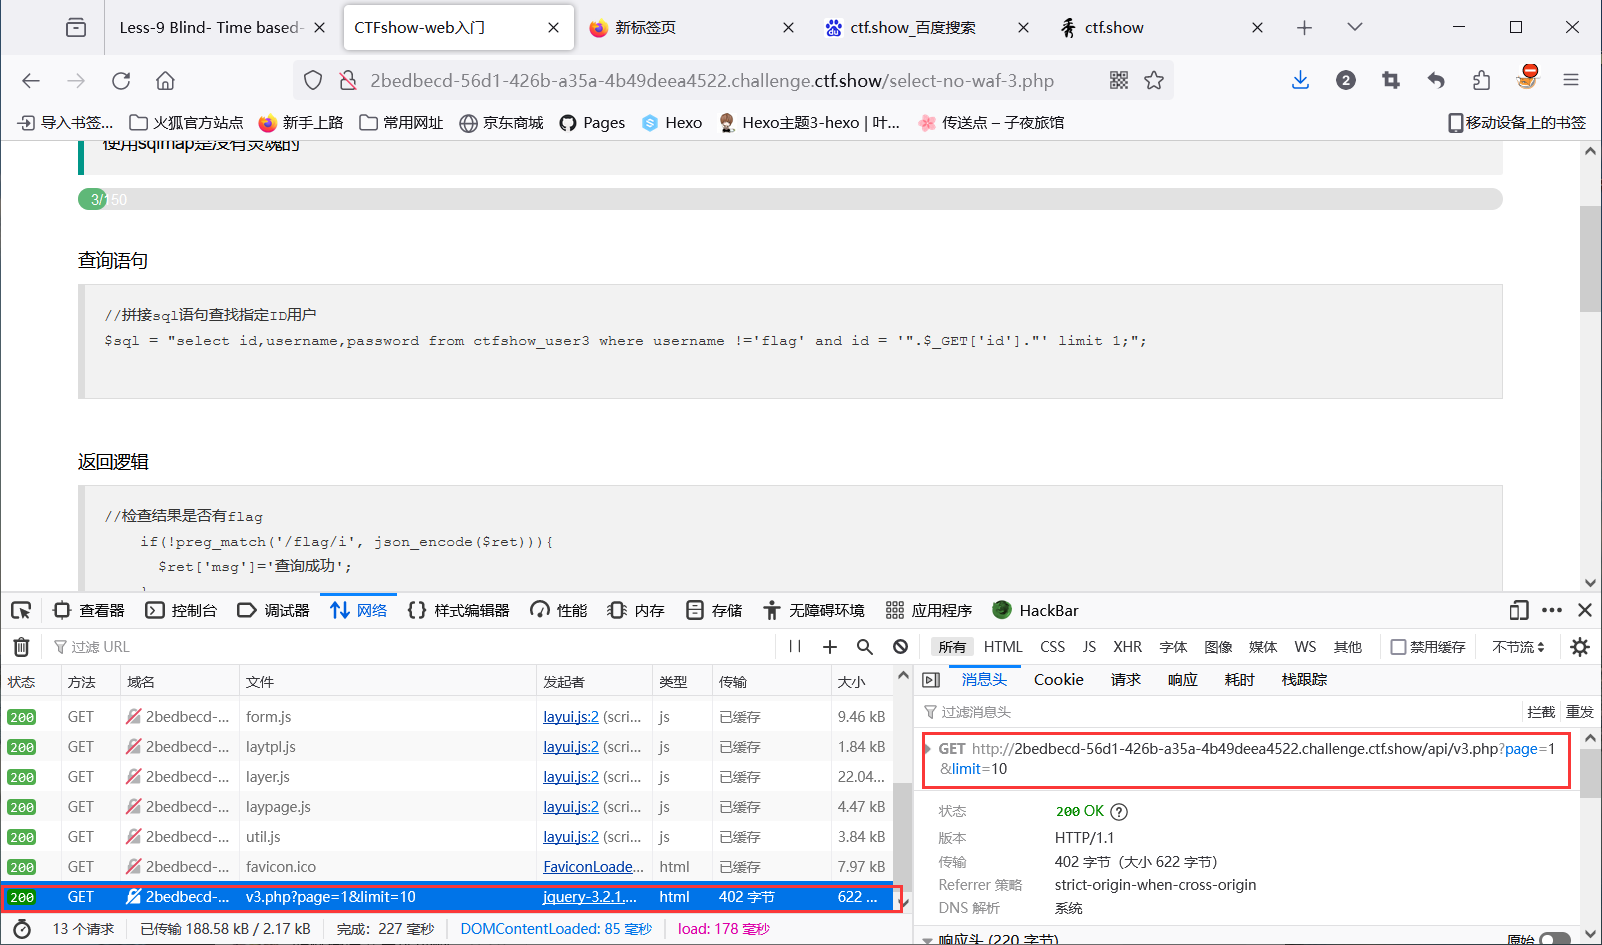 Less-9 Blind- Time based-
CTFshow-web入门
新标签页
ctf.show_百度搜索
ctf.show
2bedbecd-56d1-426b-a35a-4b49deea4522.challenge.ctf.show/select-no-waf-3.php
2
导入书签...
火狐官方站点
新手上路
常用网址
京东商城
Pages
Hexo
Hexo主题3-hexo | 叶...
传送点 – 子夜旅馆
移动设备上的书签
使用sqlmap是没有灵魂的
3/150
查询语句
//拼接sql语句查找指定ID用户
$sql = "select id,username,password from ctfshow_user3 where username !='flag' and id = '".$_GET['id']."' limit 1;";
返回逻辑
//检查结果是否有flag
if(!preg_match('/flag/i', json_encode($ret))){
$ret['msg']='查询成功';
}
查看器
控制台
调试器
网络
样式编辑器
性能
内存
存储
无障碍环境
应用程序
HackBar
过滤 URL
所有 HTML CSS JS XHR 字体 图像 媒体 WS 其他
禁用缓存
不节流
状态 方法 域名 文件 发起者 类型 传输 大小
200 GET 2bedbecd-... form.js layui.js:2 (scri... js 已缓存 9.46 kB
200 GET 2bedbecd-... laytpl.js layui.js:2 (scri... js 已缓存 1.84 kB
200 GET 2bedbecd-... layer.js layui.js:2 (scri... js 已缓存 22.04...
200 GET 2bedbecd-... laypage.js layui.js:2 (scri... js 已缓存 4.47 kB
200 GET 2bedbecd-... util.js layui.js:2 (scri... js 已缓存 3.84 kB
200 GET 2bedbecd-... favicon.ico FaviconLoade... html 已缓存 7.97 kB
200 GET 2bedbecd-... v3.php?page=1&limit=10 jquery-3.2.1.... html 402 字节 622 ...
13 个请求
已传输 188.58 kB / 2.17 kB
完成：227 毫秒
DOMContentLoaded: 85 毫秒
load: 178 毫秒
消息头 Cookie 请求 响应 耗时 栈跟踪
过滤消息头
拦截 重发
GET http://2bedbecd-56d1-426b-a35a-4b49deea4522.challenge.ctf.show/api/v3.php?page=1
&limit=10
状态 200 OK ?
版本 HTTP/1.1
传输 402 字节（大小 622 字节）
Referrer 策略 strict-origin-when-cross-origin
DNS 解析 系统
响应头 (220 字节)
原始